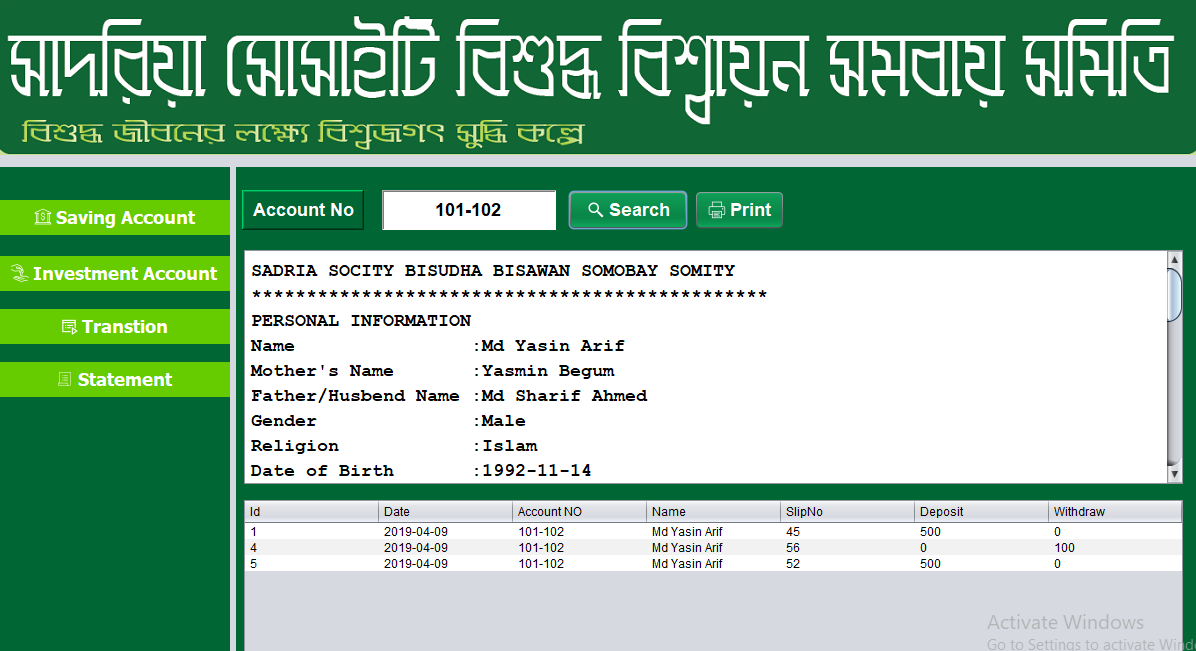 সাদরিয়া সোসাইটি বিশুদ্ধ বিশ্বায়ন সমবায় সমিতি
বিশুদ্ধ জীবনের লক্ষ্যে বিশ্বজগৎ সুদ্ধি কল্পে
Saving Account
Investment Account
Transtion
Statement
Account No 101-102 Search Print
SADRIA SOCITY BISUDHA BISAWAN SOMOBAY SOMITY
***********************************************
PERSONAL INFORMATION
Name :Md Yasin Arif
Mother's Name :Yasmin Begum
Father/Husbend Name :Md Sharif Ahmed
Gender :Male
Religion :Islam
Date of Birth :1992-11-14
Id Date Account NO Name SlipNo Deposit Withdraw
1 2019-04-09 101-102 Md Yasin Arif 45 500 0
4 2019-04-09 101-102 Md Yasin Arif 56 0 100
5 2019-04-09 101-102 Md Yasin Arif 52 500 0
Activate Windows
Go to Settings to activate Wind